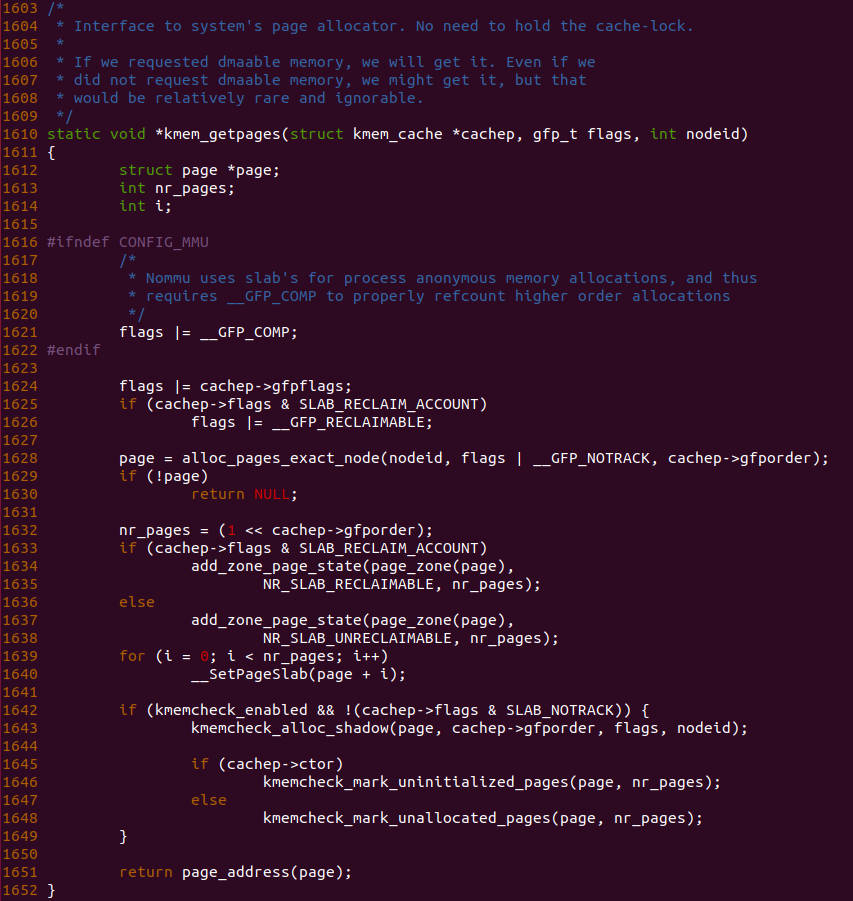 1603 /*
1604  * Interface to system's page allocator. No need to hold the cache-lock.
1605  *
1606  * If we requested dmaable memory, we will get it. Even if we
1607  * did not request dmaable memory, we might get it, but that
1608  * would be relatively rare and ignorable.
1609  */
1610 static void *kmem_getpages(struct kmem_cache *cachep, gfp_t flags, int nodeid)
1611 {
1612         struct page *page;
1613         int nr_pages;
1614         int i;
1615
1616 #ifndef CONFIG_MMU
1617         /*
1618          * Nommu uses slab's for process anonymous memory allocations, and thus
1619          * requires __GFP_COMP to properly refcount higher order allocations
1620          */
1621         flags |= __GFP_COMP;
1622 #endif
1623
1624         flags |= cachep->gfpflags;
1625         if (cachep->flags & SLAB_RECLAIM_ACCOUNT)
1626                 flags |= __GFP_RECLAIMABLE;
1627
1628         page = alloc_pages_exact_node(nodeid, flags | __GFP_NOTRACK, cachep->gfporder);
1629         if (!page)
1630                 return NULL;
1631
1632         nr_pages = (1 << cachep->gfporder);
1633         if (cachep->flags & SLAB_RECLAIM_ACCOUNT)
1634                 add_zone_page_state(page_zone(page),
1635                         NR_SLAB_RECLAIMABLE, nr_pages);
1636         else
1637                 add_zone_page_state(page_zone(page),
1638                         NR_SLAB_UNRECLAIMABLE, nr_pages);
1639         for (i = 0; i < nr_pages; i++)
1640                 __SetPageSlab(page + i);
1641
1642         if (kmemcheck_enabled && !(cachep->flags & SLAB_NOTRACK)) {
1643                 kmemcheck_alloc_shadow(page, cachep->gfporder, flags, nodeid);
1644
1645                 if (cachep->ctor)
1646                         kmemcheck_mark_uninitialized_pages(page, nr_pages);
1647                 else
1648                         kmemcheck_mark_unallocated_pages(page, nr_pages);
1649         }
1650
1651         return page_address(page);
1652 }